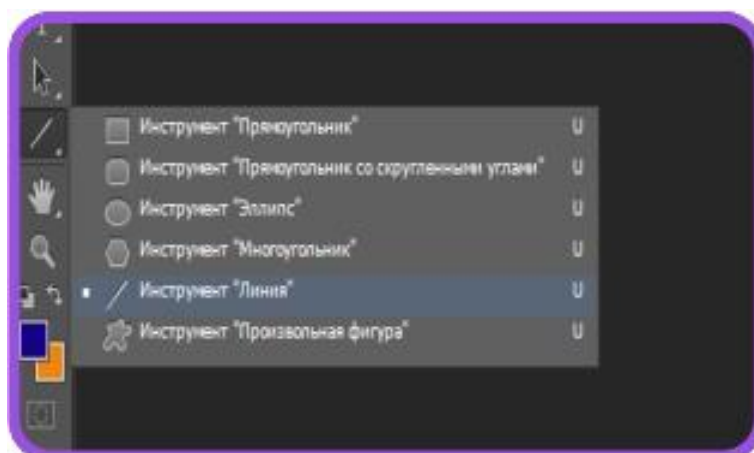 Инструмент "Прямоугольник" U
Инструмент "Прямоугольник со скругленными углами" U
Инструмент "Эллипс" U
Инструмент "Многоугольник" U
Инструмент "Линия" U
Инструмент "Произвольная фигура" U